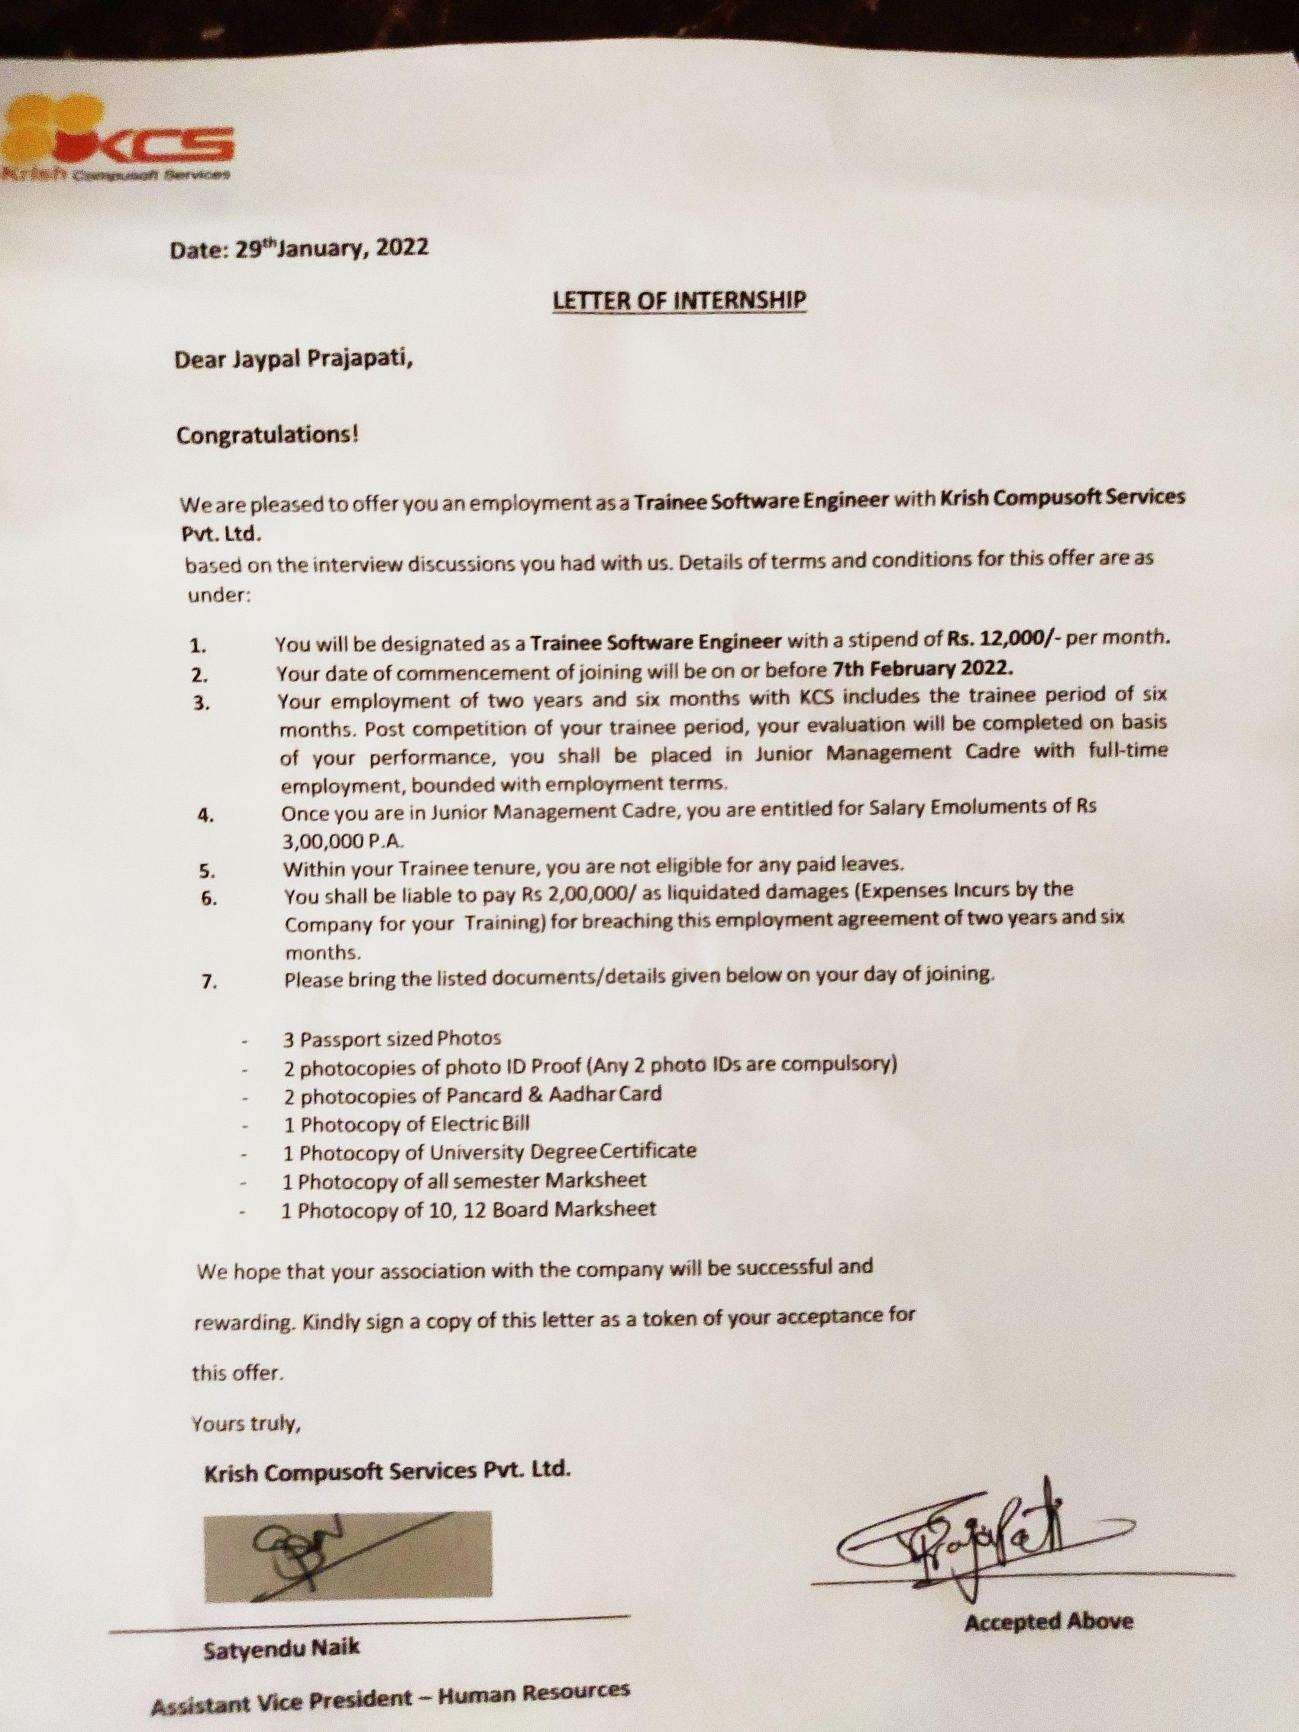 KCS
Krish Compusoft Services
Date: 29th January, 2022
LETTER OF INTERNSHIP
Dear Jaypal Prajapati,
Congratulations!
We are pleased to offer you an employment as a Trainee Software Engineer with Krish Compusoft Services
Pvt. Ltd.
based on the interview discussions you had with us. Details of terms and conditions for this offer are as
under:
1. You will be designated as a Trainee Software Engineer with a stipend of Rs. 12,000/- per month.
2. Your date of commencement of joining will be on or before 7th February 2022.
3. Your employment of two years and six months with KCS includes the trainee period of six
months. Post competition of your trainee period, your evaluation will be completed on basis
of your performance, you shall be placed in Junior Management Cadre with full-time
employment, bounded with employment terms.
4. Once you are in Junior Management Cadre, you are entitled for Salary Emoluments of Rs
3,00,000 P.A.
5. Within your Trainee tenure, you are not eligible for any paid leaves.
6. You shall be liable to pay Rs 2,00,000/ as liquidated damages (Expenses Incurs by the
Company for your Training) for breaching this employment agreement of two years and six
months.
7. Please bring the listed documents/details given below on your day of joining.
- 3 Passport sized Photos
- 2 photocopies of photo ID Proof (Any 2 photo IDs are compulsory)
- 2 photocopies of Pancard & Aadhar Card
- 1 Photocopy of Electric Bill
- 1 Photocopy of University Degree Certificate
- 1 Photocopy of all semester Marksheet
- 1 Photocopy of 10, 12 Board Marksheet
We hope that your association with the company will be successful and
rewarding. Kindly sign a copy of this letter as a token of your acceptance for
this offer.
Yours truly,
Krish Compusoft Services Pvt. Ltd.
Prajapati
Accepted Above
Satyendu Naik
Assistant Vice President – Human Resources